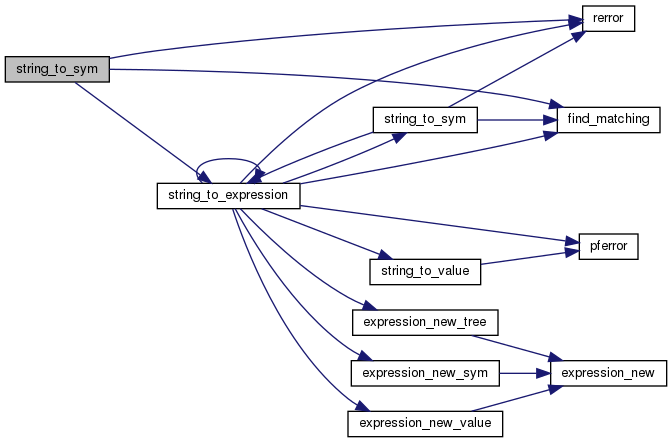 rerror
string_to_sym
string_to_sym
find_matching
string_to_expression
pferror
string_to_value
expression_new_tree
expression_new_sym
expression_new
expression_new_value